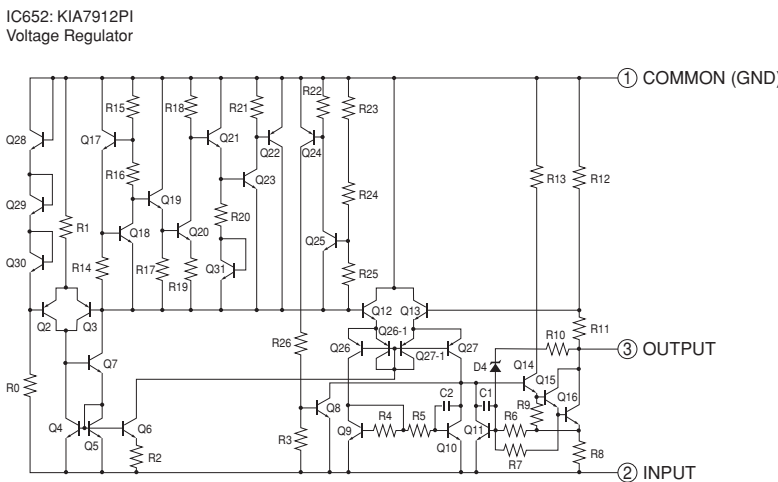 IC652: KIA7912PI
Voltage Regulator
1 COMMON (GND)
R15
R18
R21
R22
R23
Q28
Q17
Q21
Q22
Q24
R16
Q23
R24
R13
R12
Q29
R1
Q19
R20
Q18
Q20
Q25
Q30
R14
R17
R19
Q31
R25
Q2
Q3
Q12
Q13
R11
Q26-1
R26
Q26
Q27-1
Q27
R10
3 OUTPUT
Q7
D4
Q14
Q15
R0
Q8
C2
C1
Q16
R9
Q4
Q5
Q6
R3
Q9
R4
R5
Q10
Q11
R6
R2
R7
R8
2 INPUT